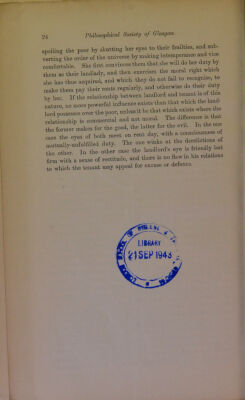 24 Philosophical Society of Glasgow
spoiling the poor by shutting her eyes to their frailties, and sub-
verting the order of the universe by making intemperance and vice
comfortable. She first convinces them that she will do her duty by
them as their landlady, and then exercises the moral right which
she has thus acquired, and which they do not fail to recognise, to
make them pay their rents regularly, and otherwise do their duty
by her. If the relationship between landlord and tenant is of this
nature, no more powerful influence exists than that which the land-
lord possesses over the poor, unless it be that which exists where the
relationship is commercial and not moral. The difference is that
the former makes for the good, the latter for the evil. In the one
case the eyes of both meet on rent day, with a consciousness of
mutually-unfulfilled duty. The one winks at the derelictions of
the other. In the other case the landlord's eye is friendly but
firm with a sense of rectitude, and there is no flaw in his relations
to which the tenant may appeal for excuse or defence.
LONDON SCHOOL OF HYGIENE &
LIBRARY
21 SEP 1943